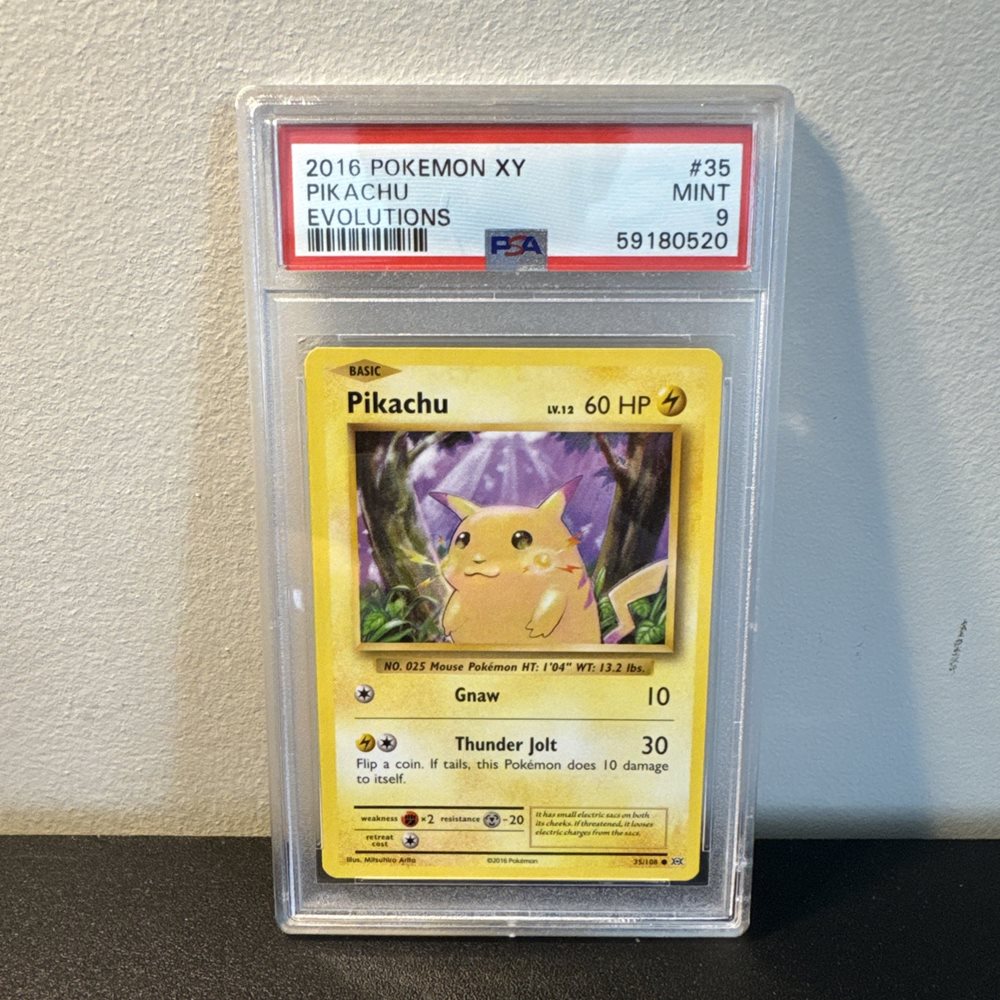 2016 POKEMON XY #35
PIKACHU MINT
EVOLUTIONS 9
PSA 59180520
BASIC
Pikachu LV.12 60 HP
NO. 025 Mouse Pokémon HT: 1'04" WT: 13.2 lbs.
Gnaw 10
Thunder Jolt 30
Flip a coin. If tails, this Pokémon does 10 damage
to itself.
weakness ×2 resistance -20
retreat
cost
It has small electric sacs on both
its cheeks. If threatened, it looses
electric charges from the sacs.
Illus. Mitsuhiro Arita ©2016 Pokémon 35/108